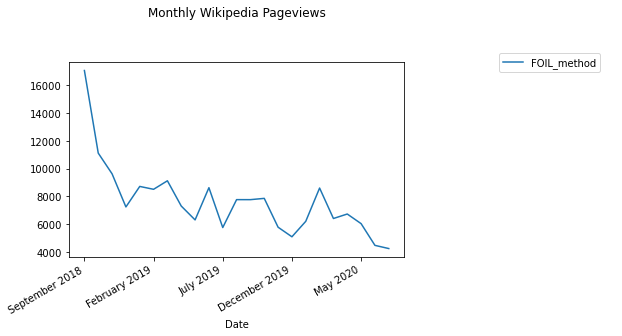 Monthly Wikipedia Pageviews
FOIL_method
16000
14000
12000
10000
8000
6000
4000
September 2018
February 2019
July 2019
December 2019
May 2020
Date